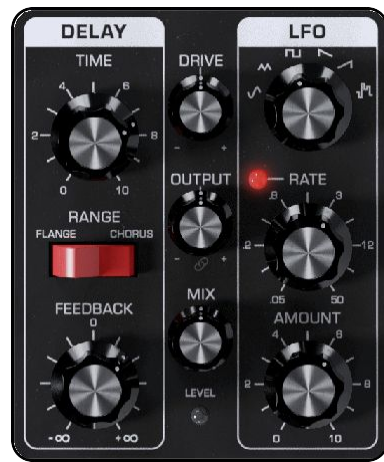 DELAY
TIME
4 6
2 8
0 10
RANGE
FLANGE CHORUS
FEEDBACK
0
-∞ +∞
DRIVE
- +
OUTPUT
- +
MIX
LEVEL
LFO
RATE
.8 3
.2 12
.05 50
AMOUNT
4 6
2 8
0 10